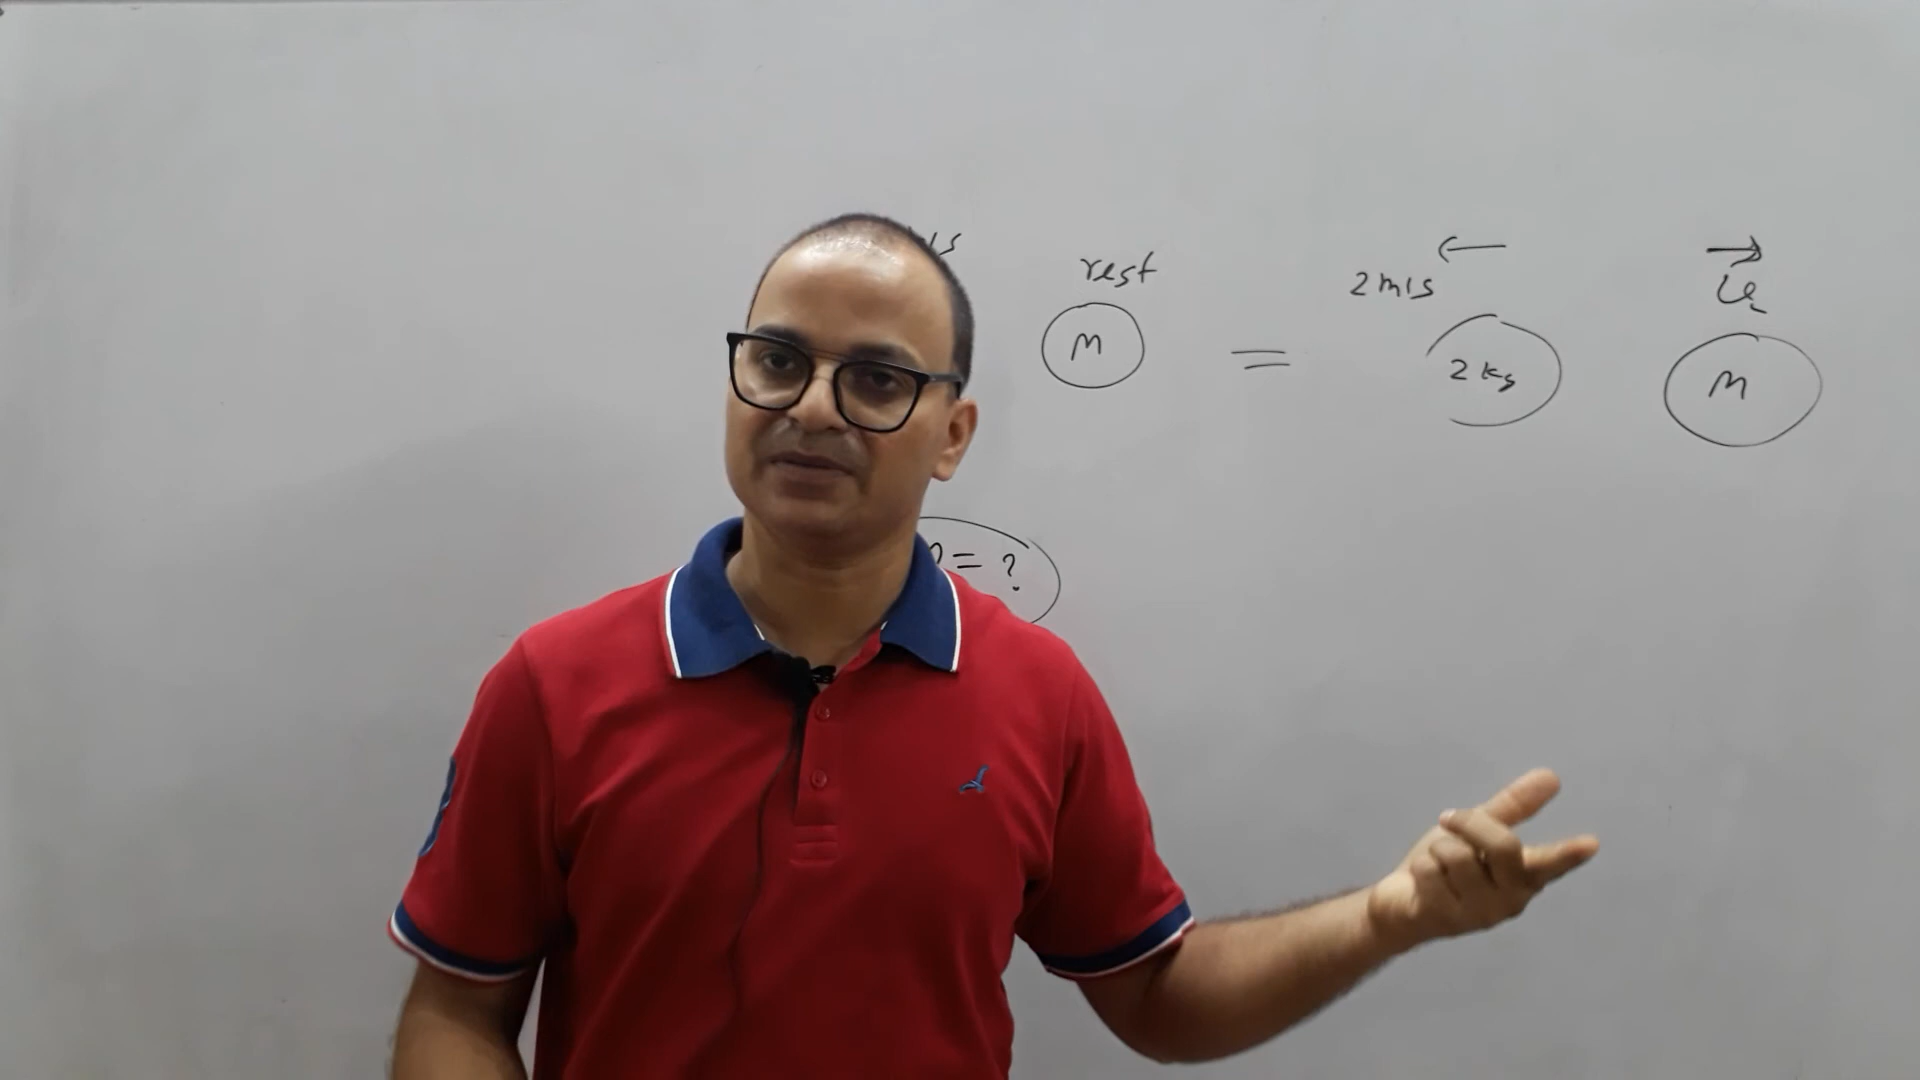 rest
M
=
2 m/s ←
2 kg
→
M
= ?